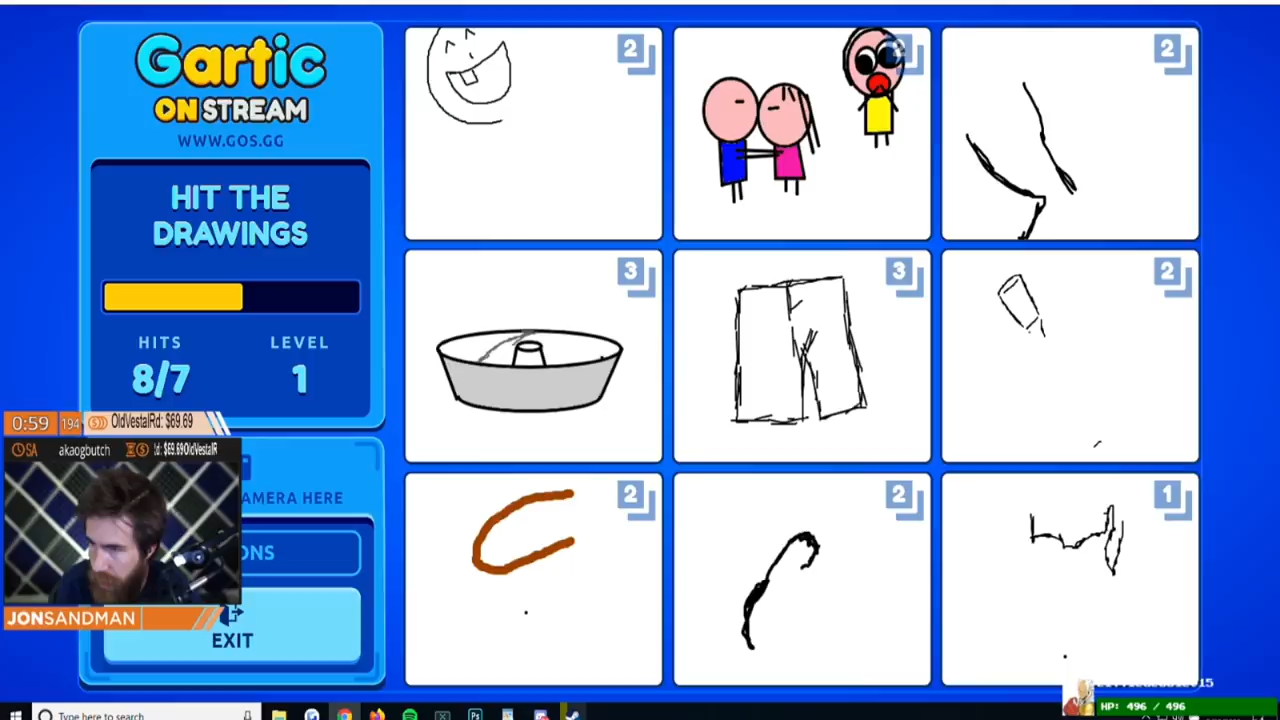 Gartic
ON STREAM
WWW.GOS.GG
HIT THE
DRAWINGS
HITS
LEVEL
8/7
1
2
2
3
3
2
2
2
1
0:59
194
OldVestalRd: $69.69
SA
akaogbutch
AMERA HERE
ONS
JONSANDMAN
EXIT
HP: 496 / 496
Type here to search